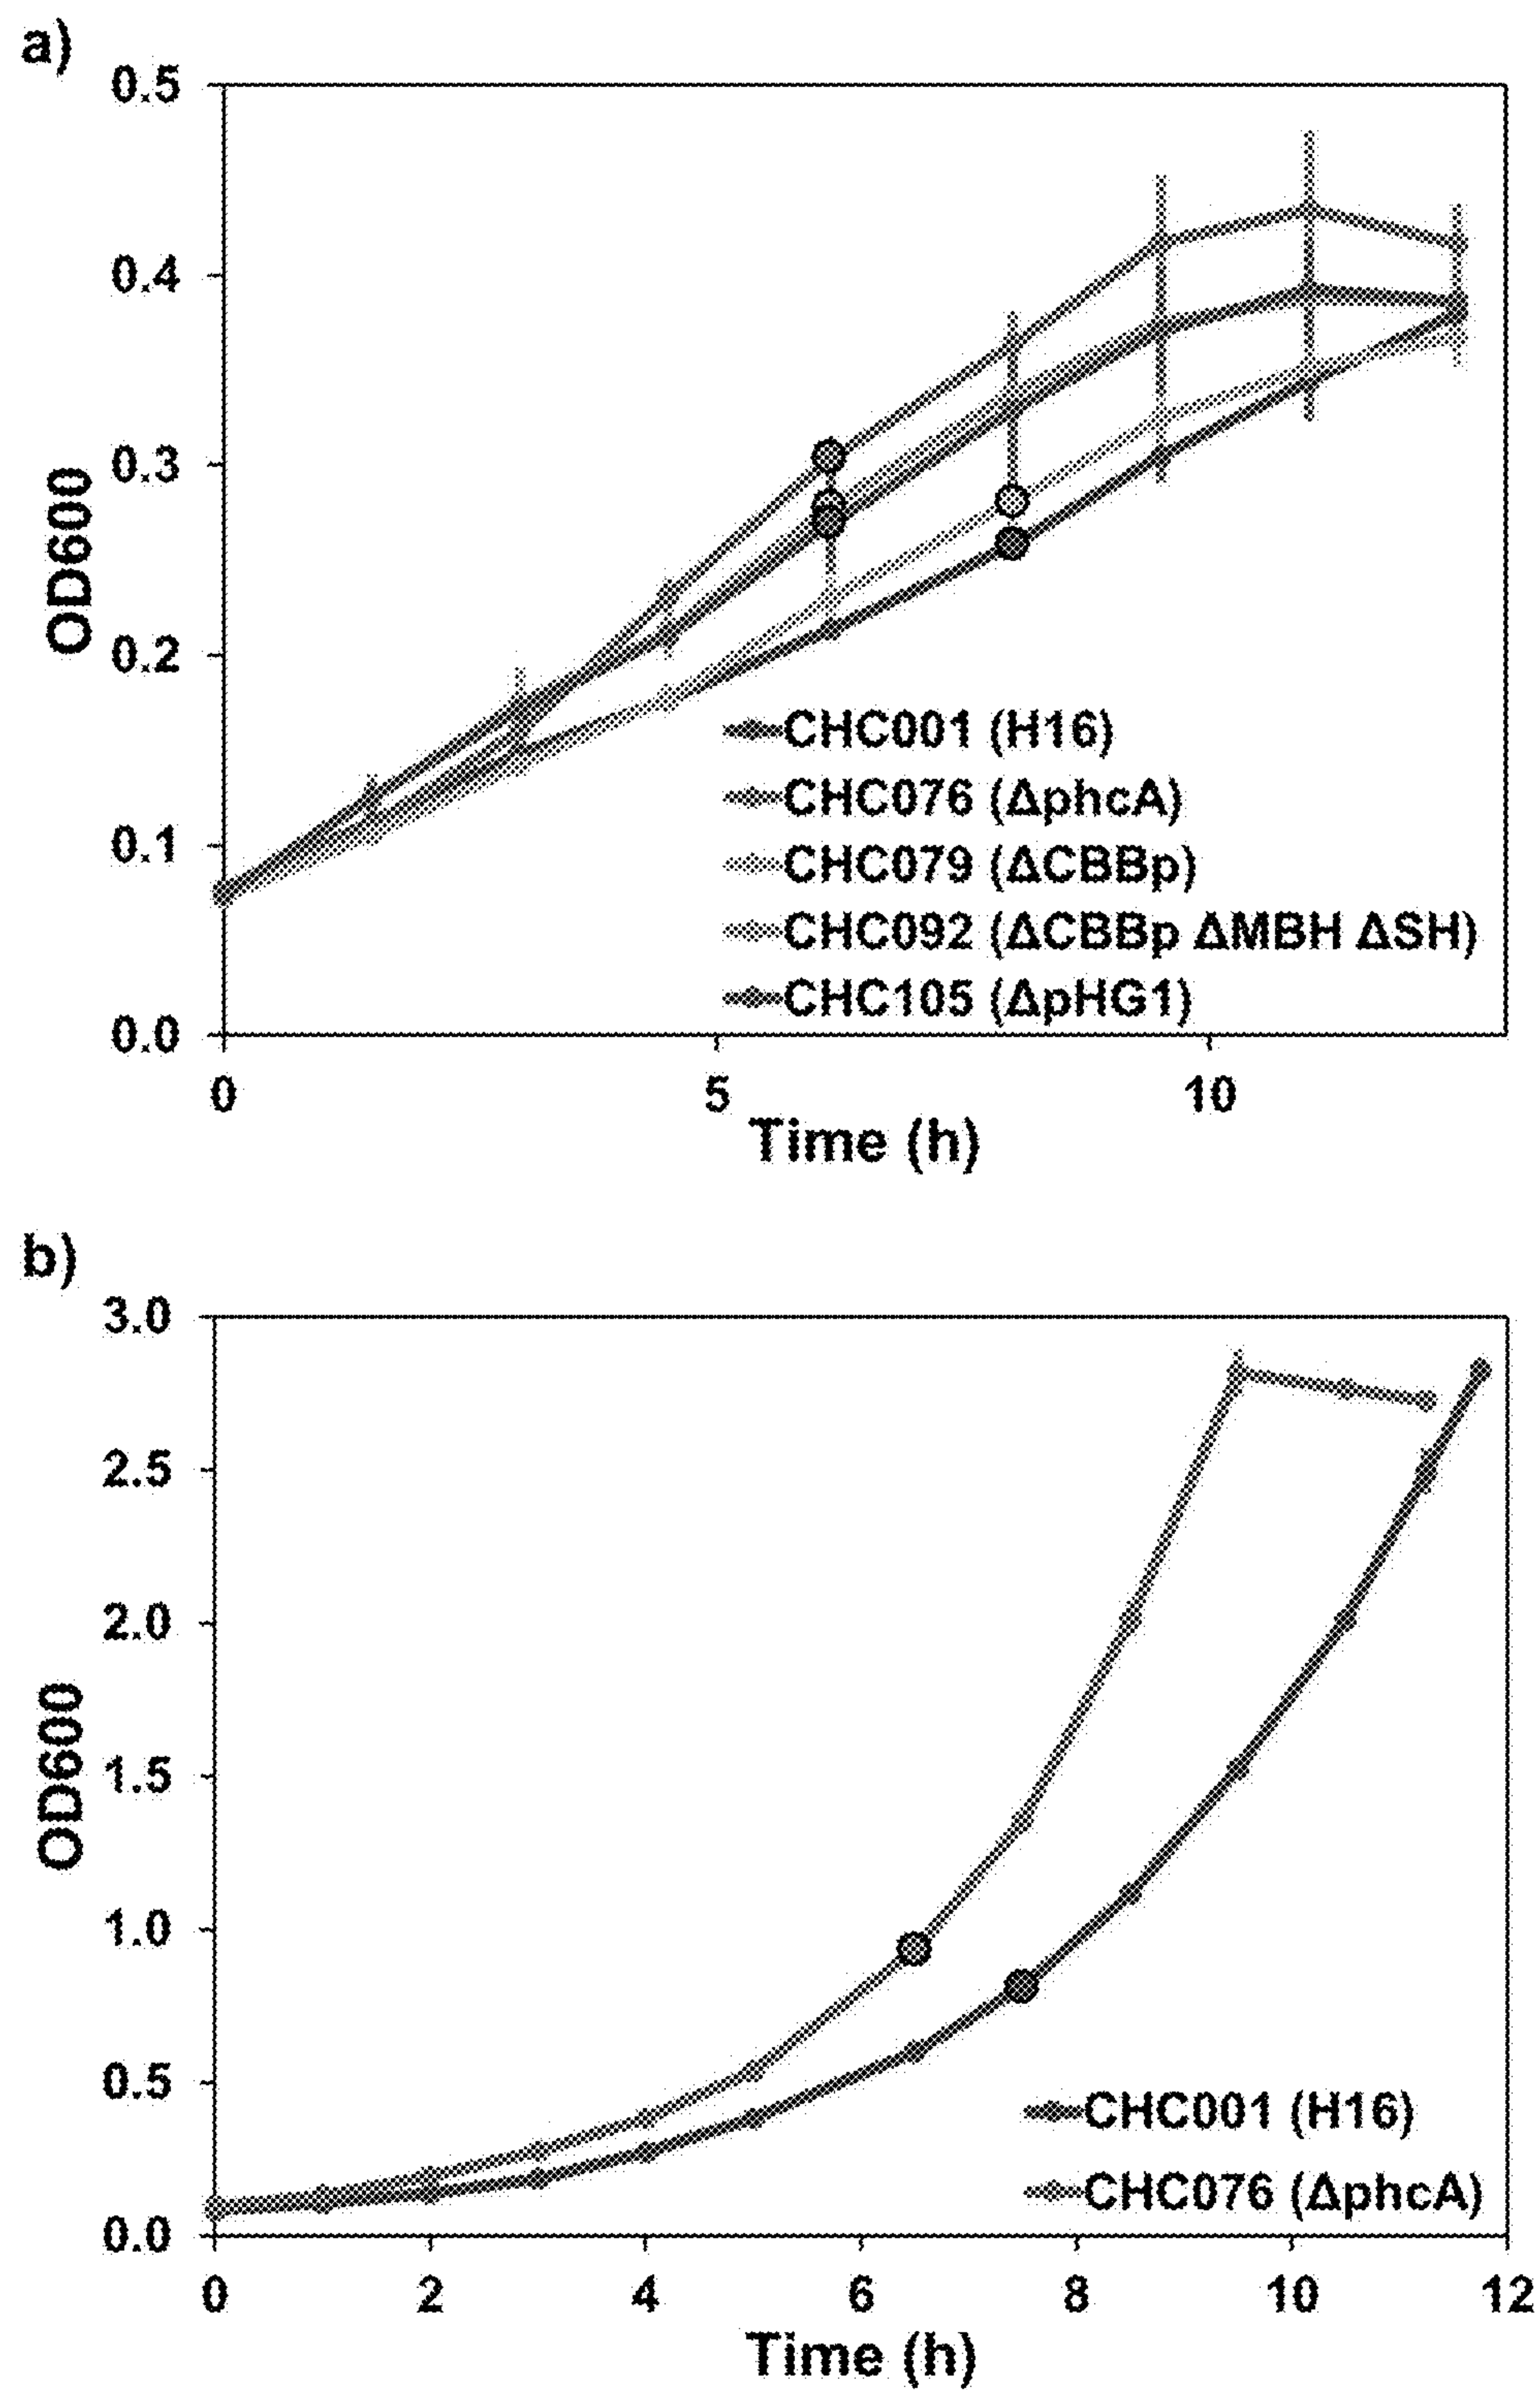 a)
0.5
0.4
0.3
0.2
0.1
0.0
OD600
CHC001 (H16)
CHC076 (ΔphcA)
CHC079 (ΔCBBp)
CHC092 (ΔCBBp ΔMBH ΔSH)
CHC105 (ΔpHG1)
0 5 10
Time (h)
b)
3.0
2.5
2.0
1.5
1.0
0.5
0.0
OD600
CHC001 (H16)
CHC076 (ΔphcA)
0 2 4 6 8 10 12
Time (h)